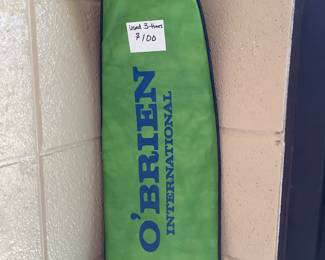 Used 3-times
$100
O'BRIEN
INTERNATIONAL